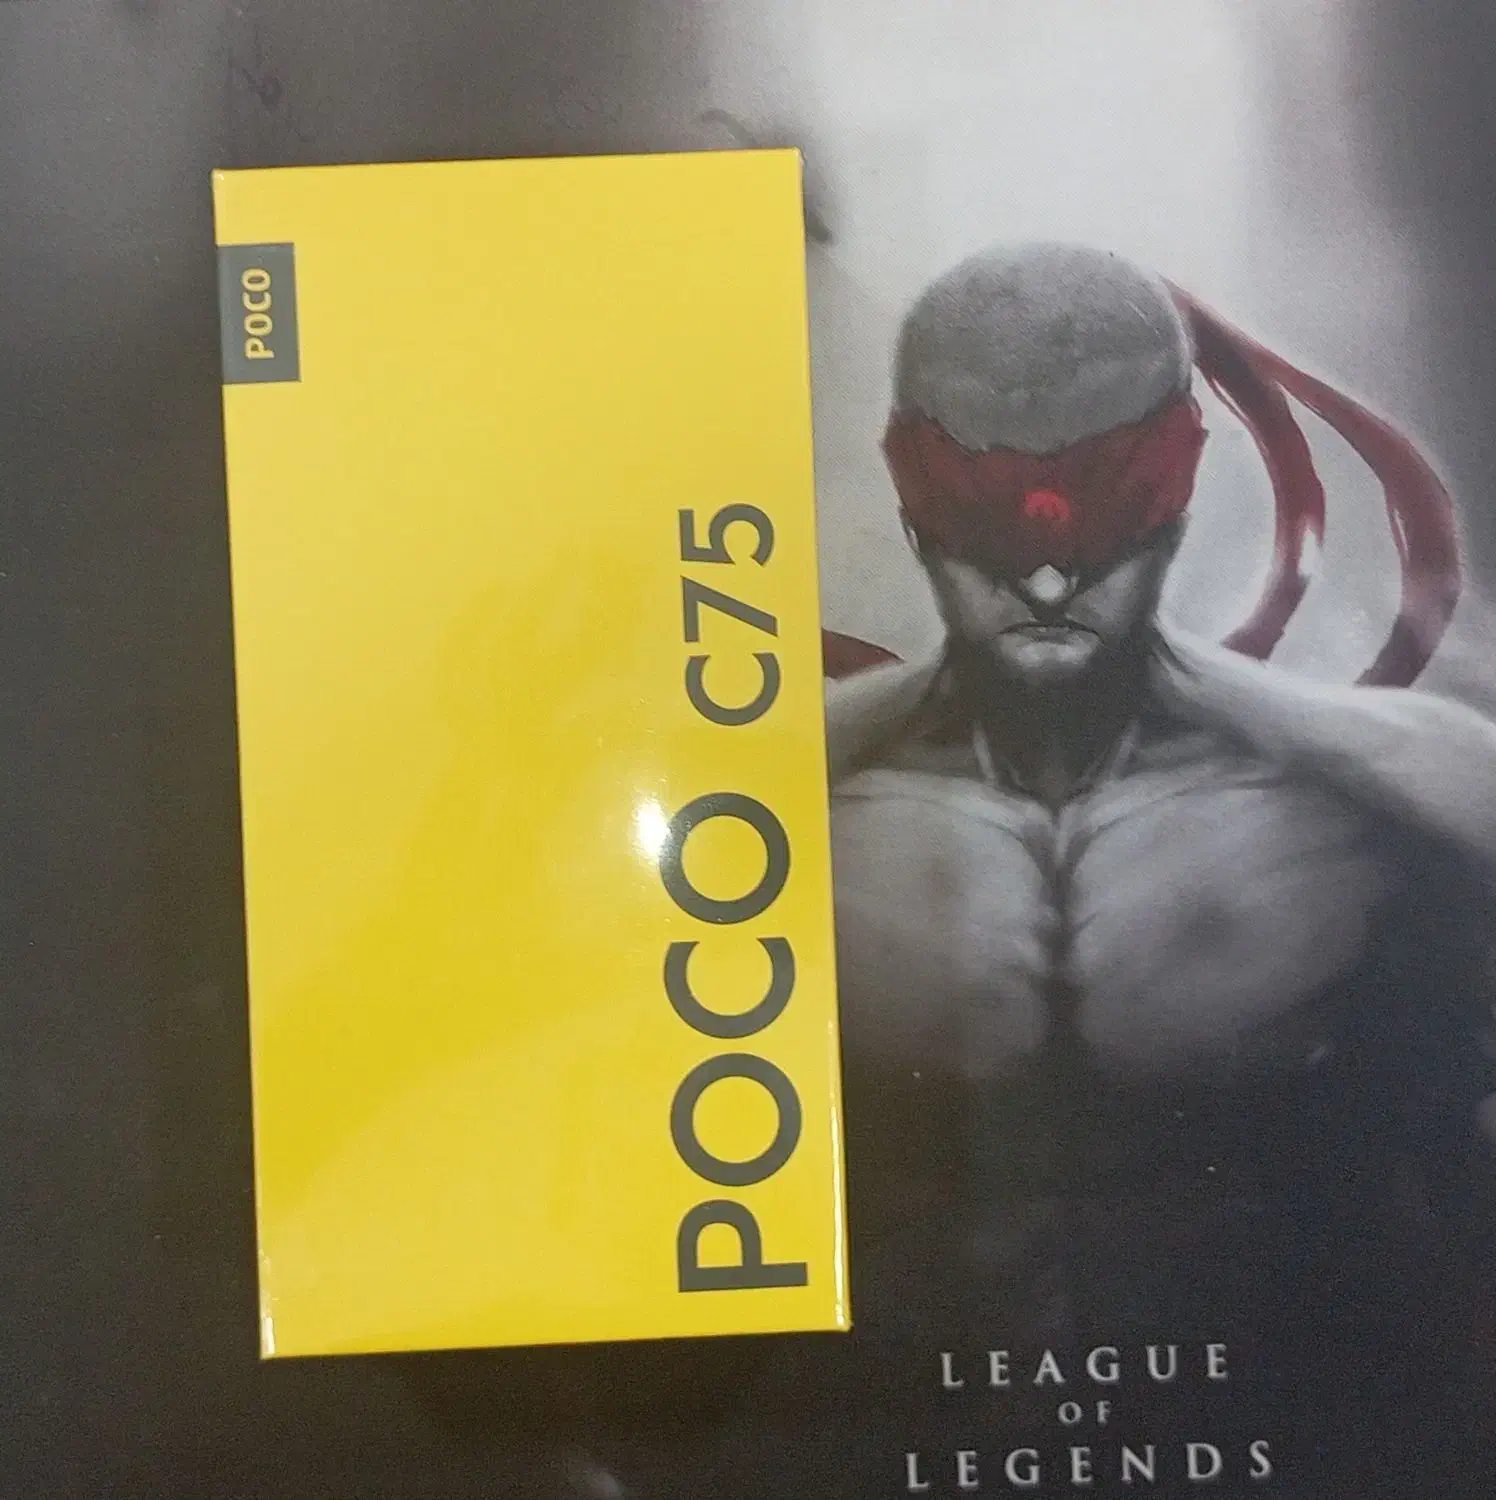 POCO
POCO C75
LEAGUE
OF
LEGENDS